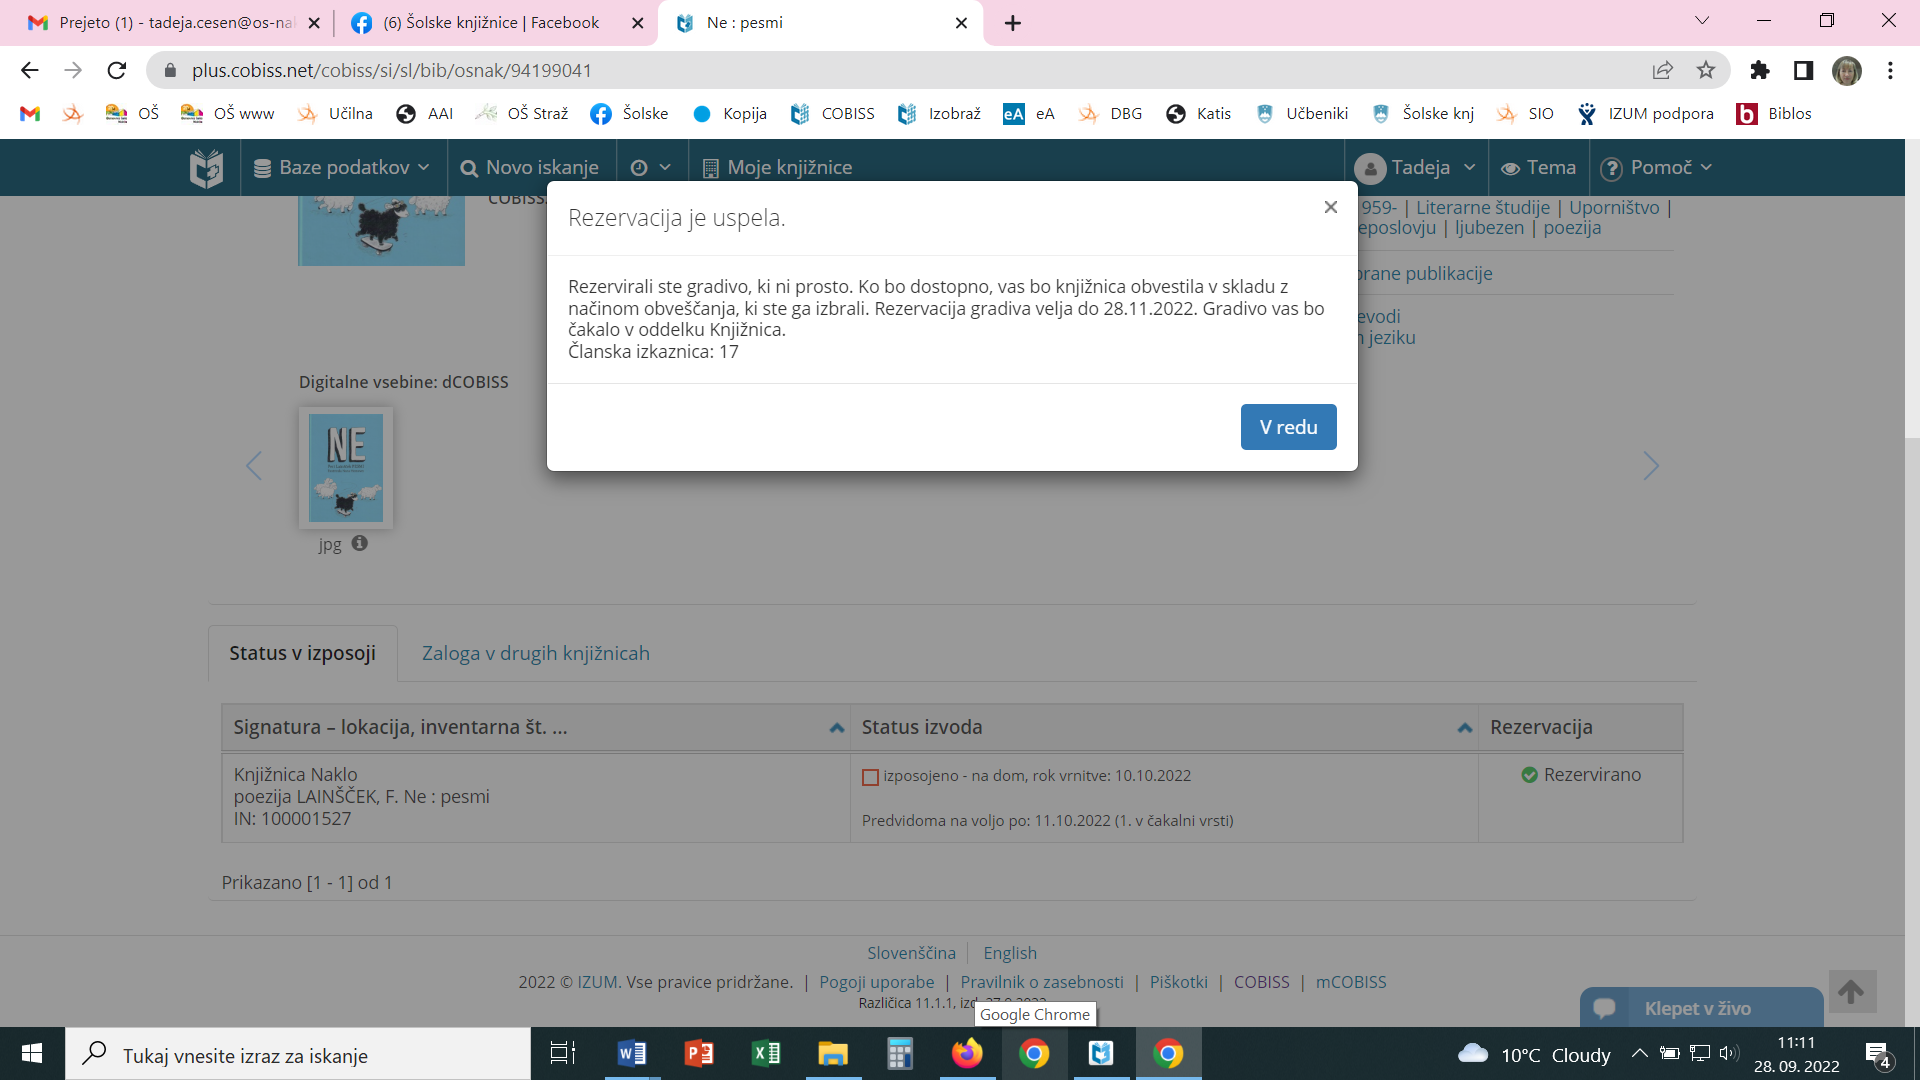 Prejeto (1) - tadeja.cesen@os-nak
(6) Šolske knjižnice | Facebook
Ne : pesmi
plus.cobiss.net/cobiss/si/sl/bib/osnak/94199041
OŠ
OŠ www
Učilna
AAI
OŠ Straž
Šolske
Kopija
COBISS
Izobraž
eA
eA
DBG
Katis
Učbeniki
Šolske knj
SIO
IZUM podpora
b
Biblos
Baze podatkov
Novo iskanje
Moje knjižnice
Tadeja
Tema
Pomoč
COBISS.
Rezervacija je uspela.
Rezervirali ste gradivo, ki ni prosto. Ko bo dostopno, vas bo knjižnica obvestila v skladu z
načinom obveščanja, ki ste ga izbrali. Rezervacija gradiva velja do 28.11.2022. Gradivo vas bo
čakalo v oddelku Knjižnica.
Članska izkaznica: 17
V redu
959- | Literarne študije | Uporništvo |
eposlovju | ljubezen | poezija
brane publikacije
evodi
jeziku
Digitalne vsebine: dCOBISS
NE
jpg
Status v izposoji
Zaloga v drugih knjižnicah
Signatura – lokacija, inventarna št. ...
Status izvoda
Rezervacija
Knjižnica Naklo
poezija LAINŠČEK, F. Ne : pesmi
IN: 100001527
izposojeno - na dom, rok vrnitve: 10.10.2022
Predvidoma na voljo po: 11.10.2022 (1. v čakalni vrsti)
Rezervirano
Prikazano [1 - 1] od 1
Slovenščina
English
2022 © IZUM. Vse pravice pridržane. | Pogoji uporabe | Pravilnik o zasebnosti | Piškotki | COBISS | mCOBISS
Različica 11.1.1, izd. 27.9.2022
Google Chrome
Klepet v živo
Tukaj vnesite izraz za iskanje
10°C Cloudy
11:11
28. 09. 2022
4